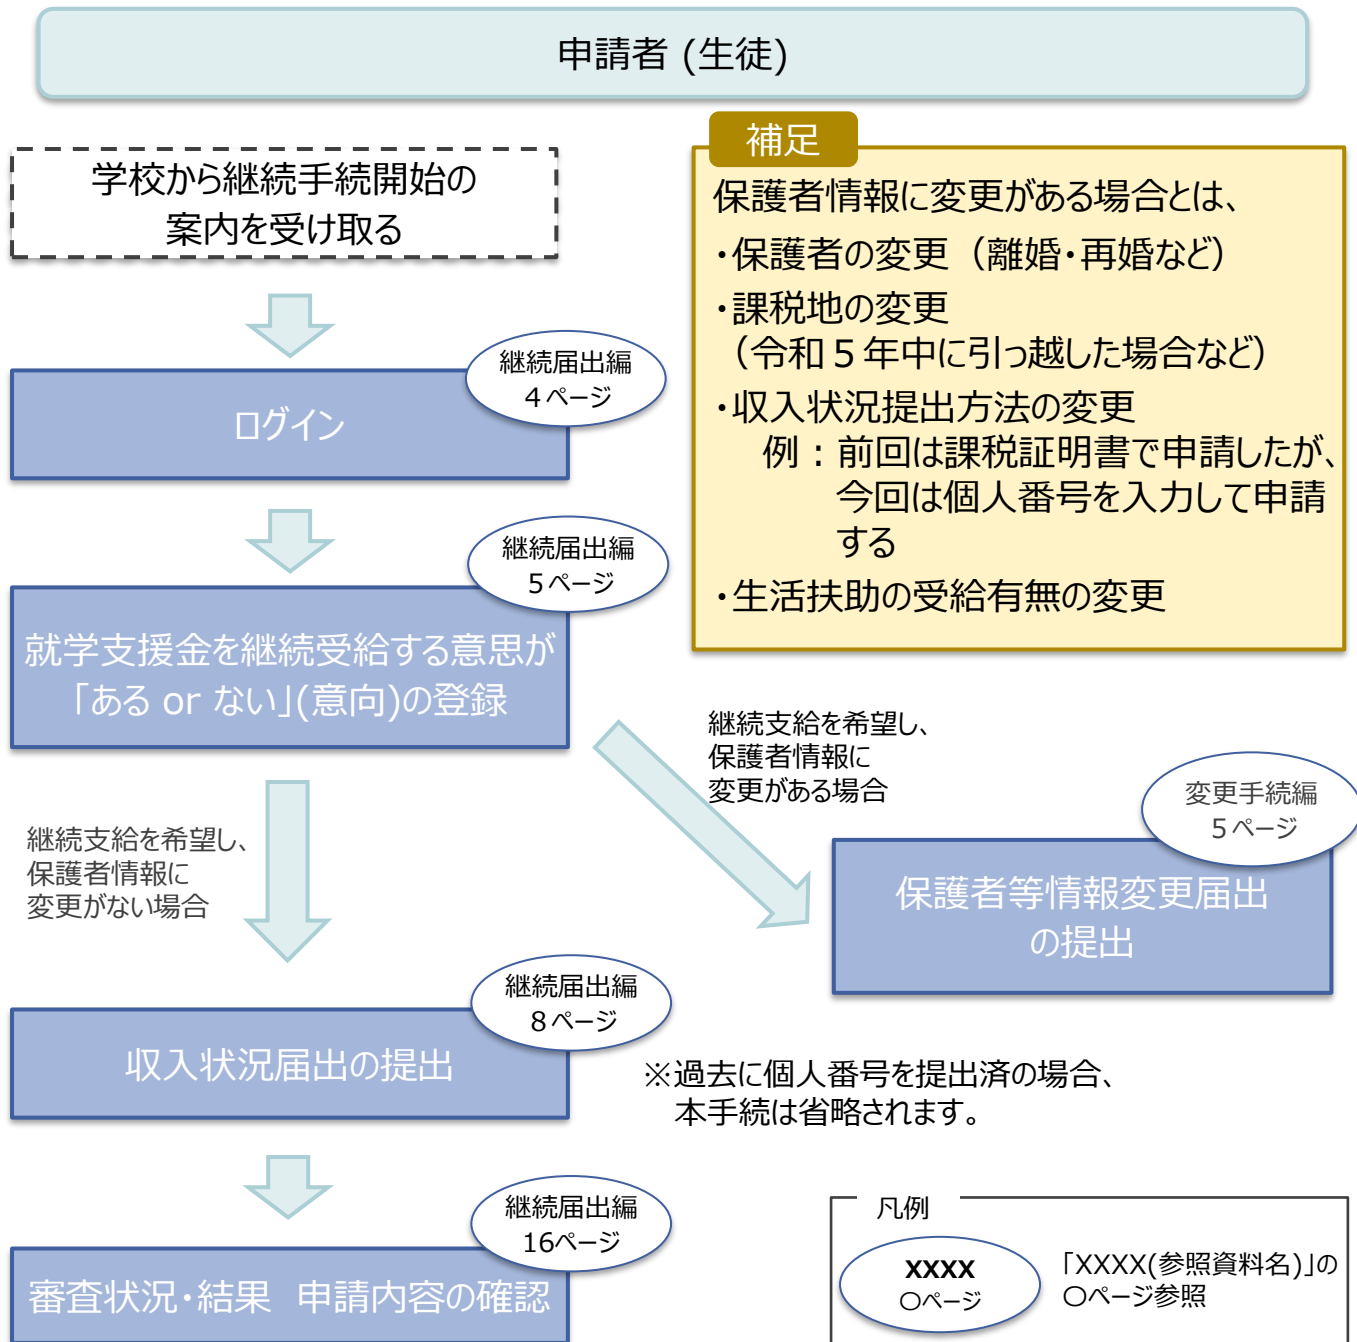 申請者 (生徒)
学校から継続手続開始の
案内を受け取る
補足
保護者情報に変更がある場合とは、
・保護者の変更（離婚・再婚など）
・課税地の変更
（令和５年中に引っ越した場合など）
・収入状況提出方法の変更
例：前回は課税証明書で申請したが、
今回は個人番号を入力して申請
する
・生活扶助の受給有無の変更
継続届出編
４ページ
ログイン
継続届出編
５ページ
就学支援金を継続受給する意思が
「ある or ない」(意向)の登録
継続支給を希望し、
保護者情報に
変更がある場合
変更手続編
５ページ
保護者等情報変更届出
の提出
継続支給を希望し、
保護者情報に
変更がない場合
継続届出編
８ページ
収入状況届出の提出
※過去に個人番号を提出済の場合、
本手続は省略されます。
継続届出編
16ページ
審査状況・結果　申請内容の確認
凡例
XXXX
〇ページ
「XXXX(参照資料名)」の
〇ページ参照